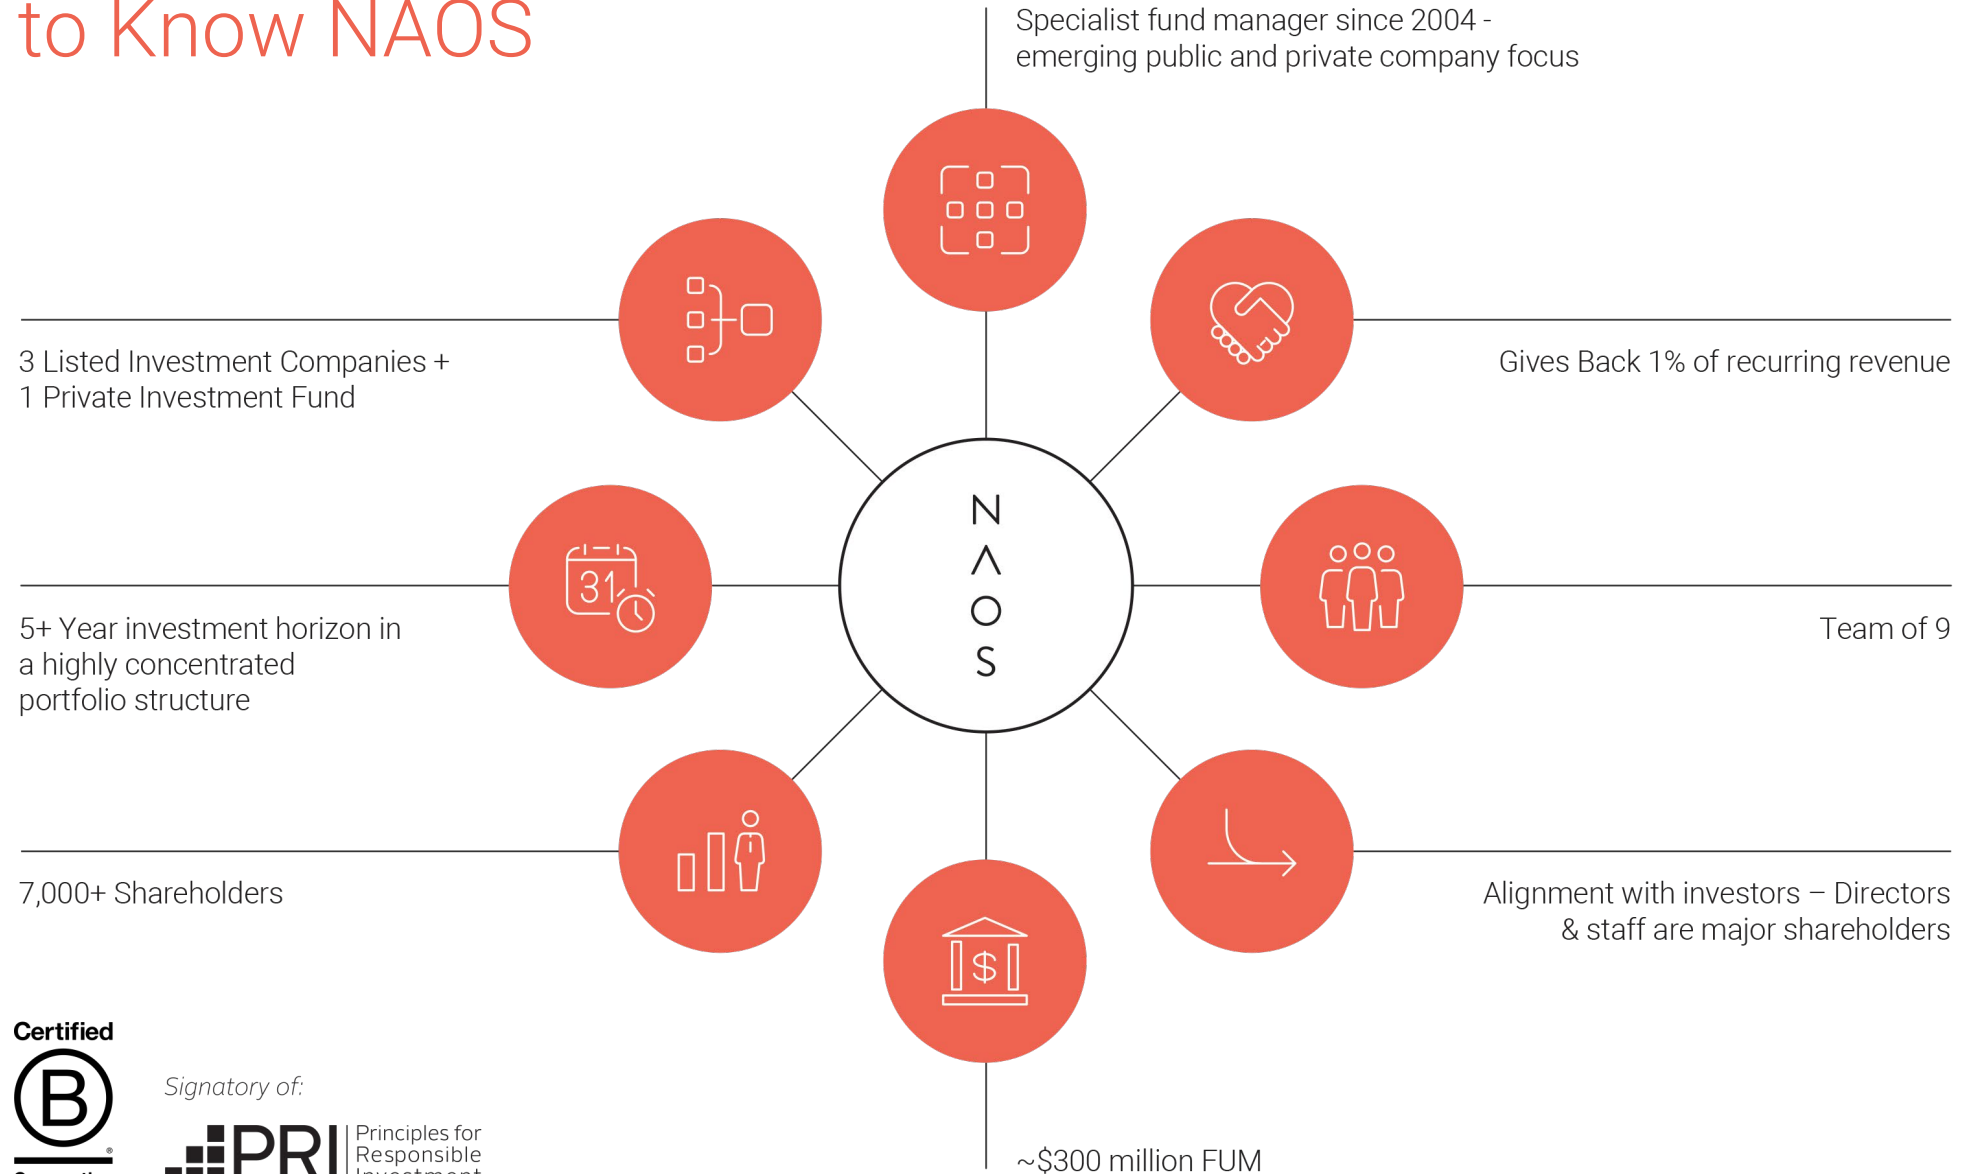 to Know NAOS
Specialist fund manager since 2004 -
emerging public and private company focus
3 Listed Investment Companies +
1 Private Investment Fund
Gives Back 1% of recurring revenue
31
N
Λ
O
S
5+ Year investment horizon in
a highly concentrated
portfolio structure
Team of 9
7,000+ Shareholders
Alignment with investors – Directors
& staff are major shareholders
$
Certified
B
®
Signatory of:
PRI
Principles for
Responsible
Investment
~$300 million FUM